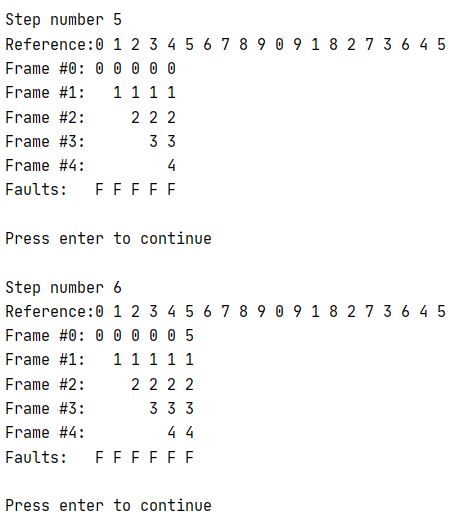 Step number 5
Reference:0 1 2 3 4 5 6 7 8 9 0 9 1 8 2 7 3 6 4 5
Frame #0: 0 0 0 0 0
Frame #1:   1 1 1 1
Frame #2:     2 2 2
Frame #3:       3 3
Frame #4:         4
Faults:   F F F F F

Press enter to continue

Step number 6
Reference:0 1 2 3 4 5 6 7 8 9 0 9 1 8 2 7 3 6 4 5
Frame #0: 0 0 0 0 0 5
Frame #1:   1 1 1 1 1
Frame #2:     2 2 2 2
Frame #3:       3 3 3
Frame #4:         4 4
Faults:   F F F F F F

Press enter to continue